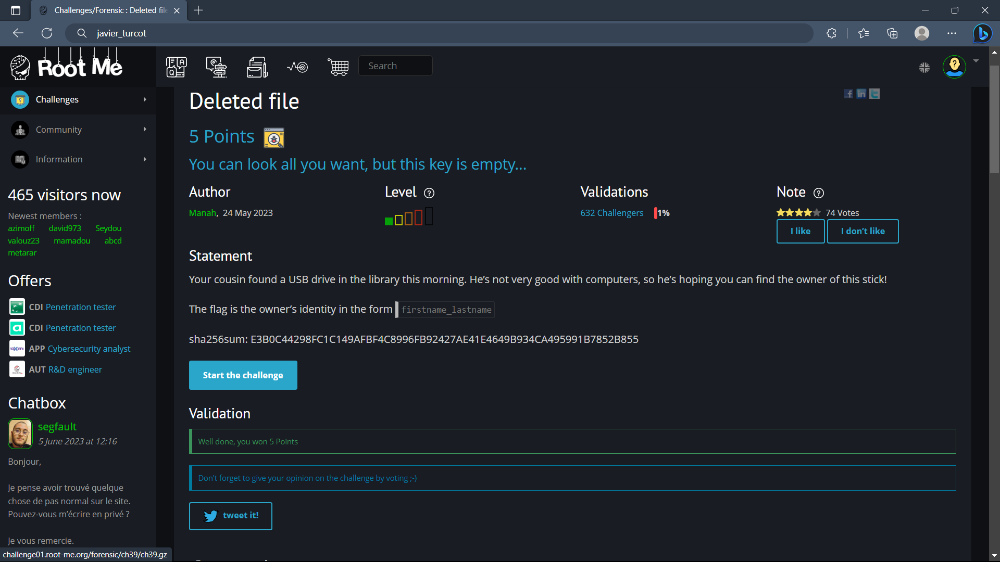 Challenges/Forensic : Deleted file
javier_turcot
Root Me
Search
Challenges
Community
Information
465 visitors now
Newest members :
azimoff david973 Seydou
valouz23 mamadou abcd
metarar
Offers
CDI Penetration tester
CDI Penetration tester
APP Cybersecurity analyst
AUT R&D engineer
Chatbox
segfault
5 June 2023 at 12:16
Bonjour,
Je pense avoir trouvé quelque
chose de pas normal sur le site.
Pouvez-vous m’écrire en privé ?
Je vous remercie.
challenge01.root-me.org/forensic/ch39/ch39.gz
Deleted file
5 Points
You can look all you want, but this key is empty...
Author Level Validations Note
Manah, 24 May 2023 632 Challengers 1% 74 Votes
I like I don’t like
Statement
Your cousin found a USB drive in the library this morning. He’s not very good with computers, so he’s hoping you can find the owner of this stick!
The flag is the owner’s identity in the form firstname_lastname
sha256sum: E3B0C44298FC1C149AFBF4C8996FB92427AE41E4649B934CA495991B7852B855
Start the challenge
Validation
Well done, you won 5 Points
Don't forget to give your opinion on the challenge by voting ;-)
tweet it!